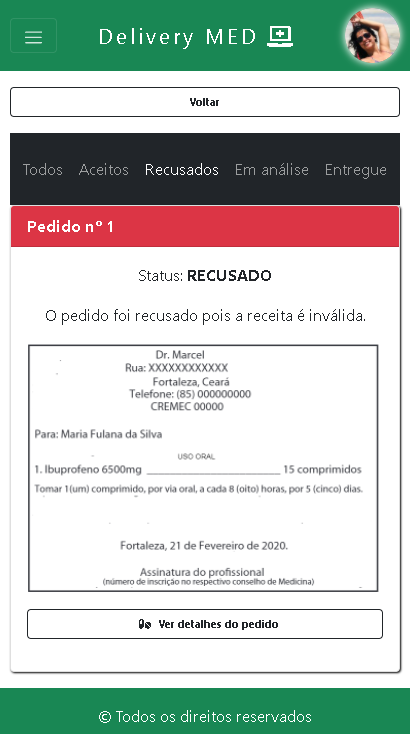 Delivery MED
Voltar
Todos Aceitos Recusados Em análise Entregue
Pedido nº 1
Status: RECUSADO
O pedido foi recusado pois a receita é inválida.
Dr. Marcel
Rua: XXXXXXXXXXXX
Fortaleza, Ceará
Telefone: (85) 000000000
CREMEC 00000
Para: Maria Fulana da Silva
USO ORAL
1. Ibuprofeno 6500mg ______________________ 15 comprimidos
Tomar 1(um) comprimido, por via oral, a cada 8 (oito) horas, por 5 (cinco) dias.
Fortaleza, 21 de Fevereiro de 2020.
Assinatura do profissional
(número de inscrição no respectivo conselho de Medicina)
Ver detalhes do pedido
© Todos os direitos reservados